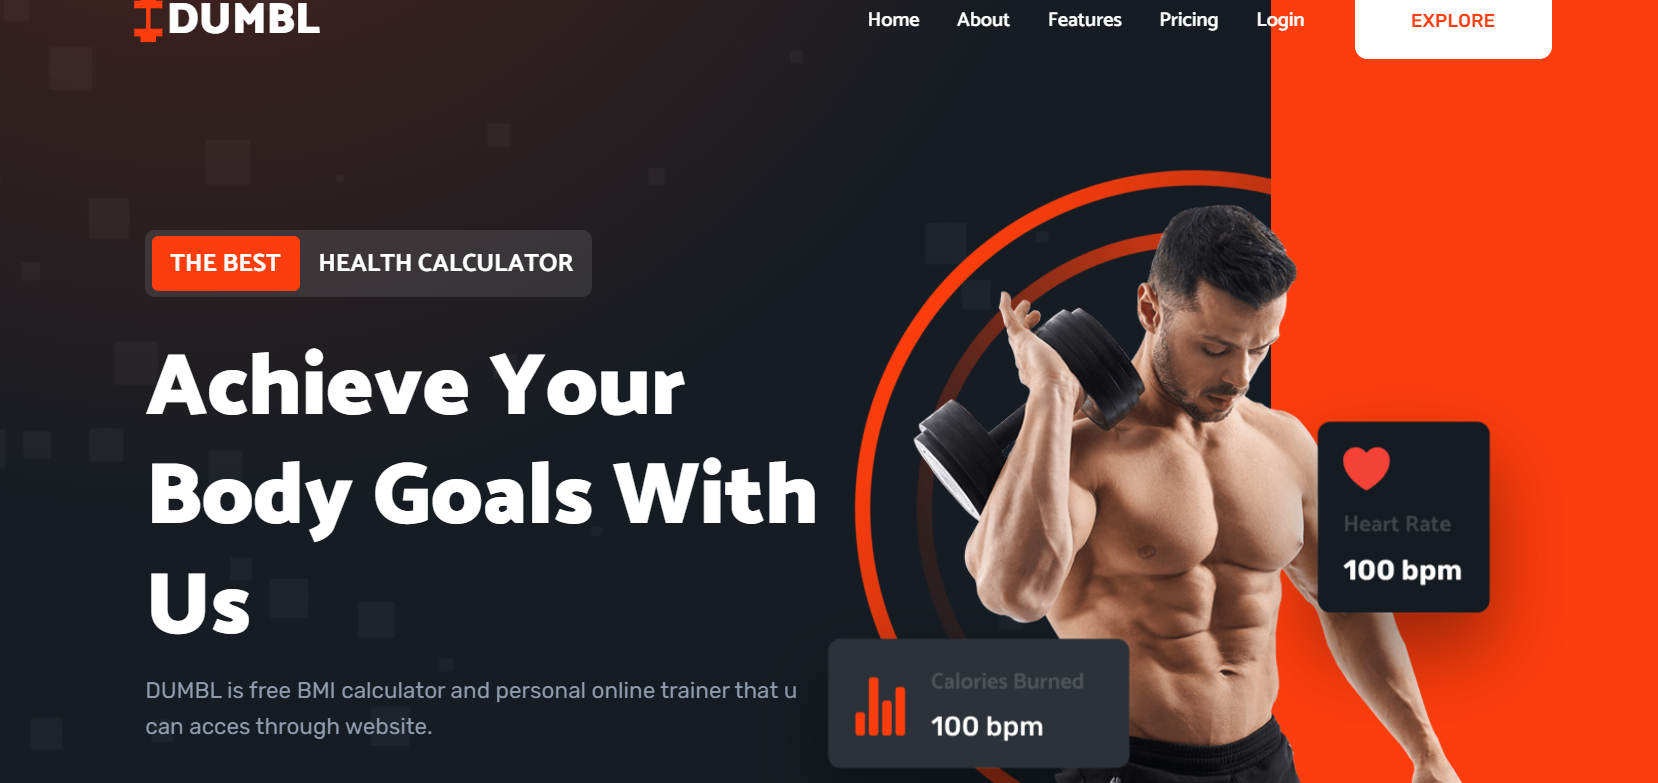 DUMBL
Home About Features Pricing Login EXPLORE
THE BEST HEALTH CALCULATOR
Achieve Your
Body Goals With
Us
DUMBL is free BMI calculator and personal online trainer that u
can acces through website.
Heart Rate
100 bpm
Calories Burned
100 bpm